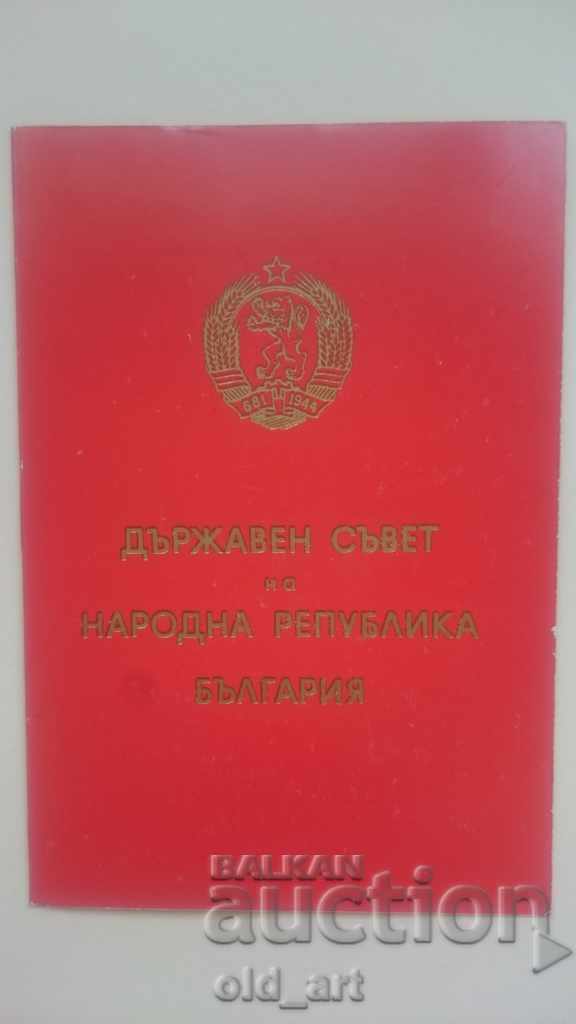 681 1944
ДЪРЖАВЕН СЪВЕТ
на
НАРОДНА РЕПУБЛИКА
БЪЛГАРИЯ
BALKAN
auction
old_art